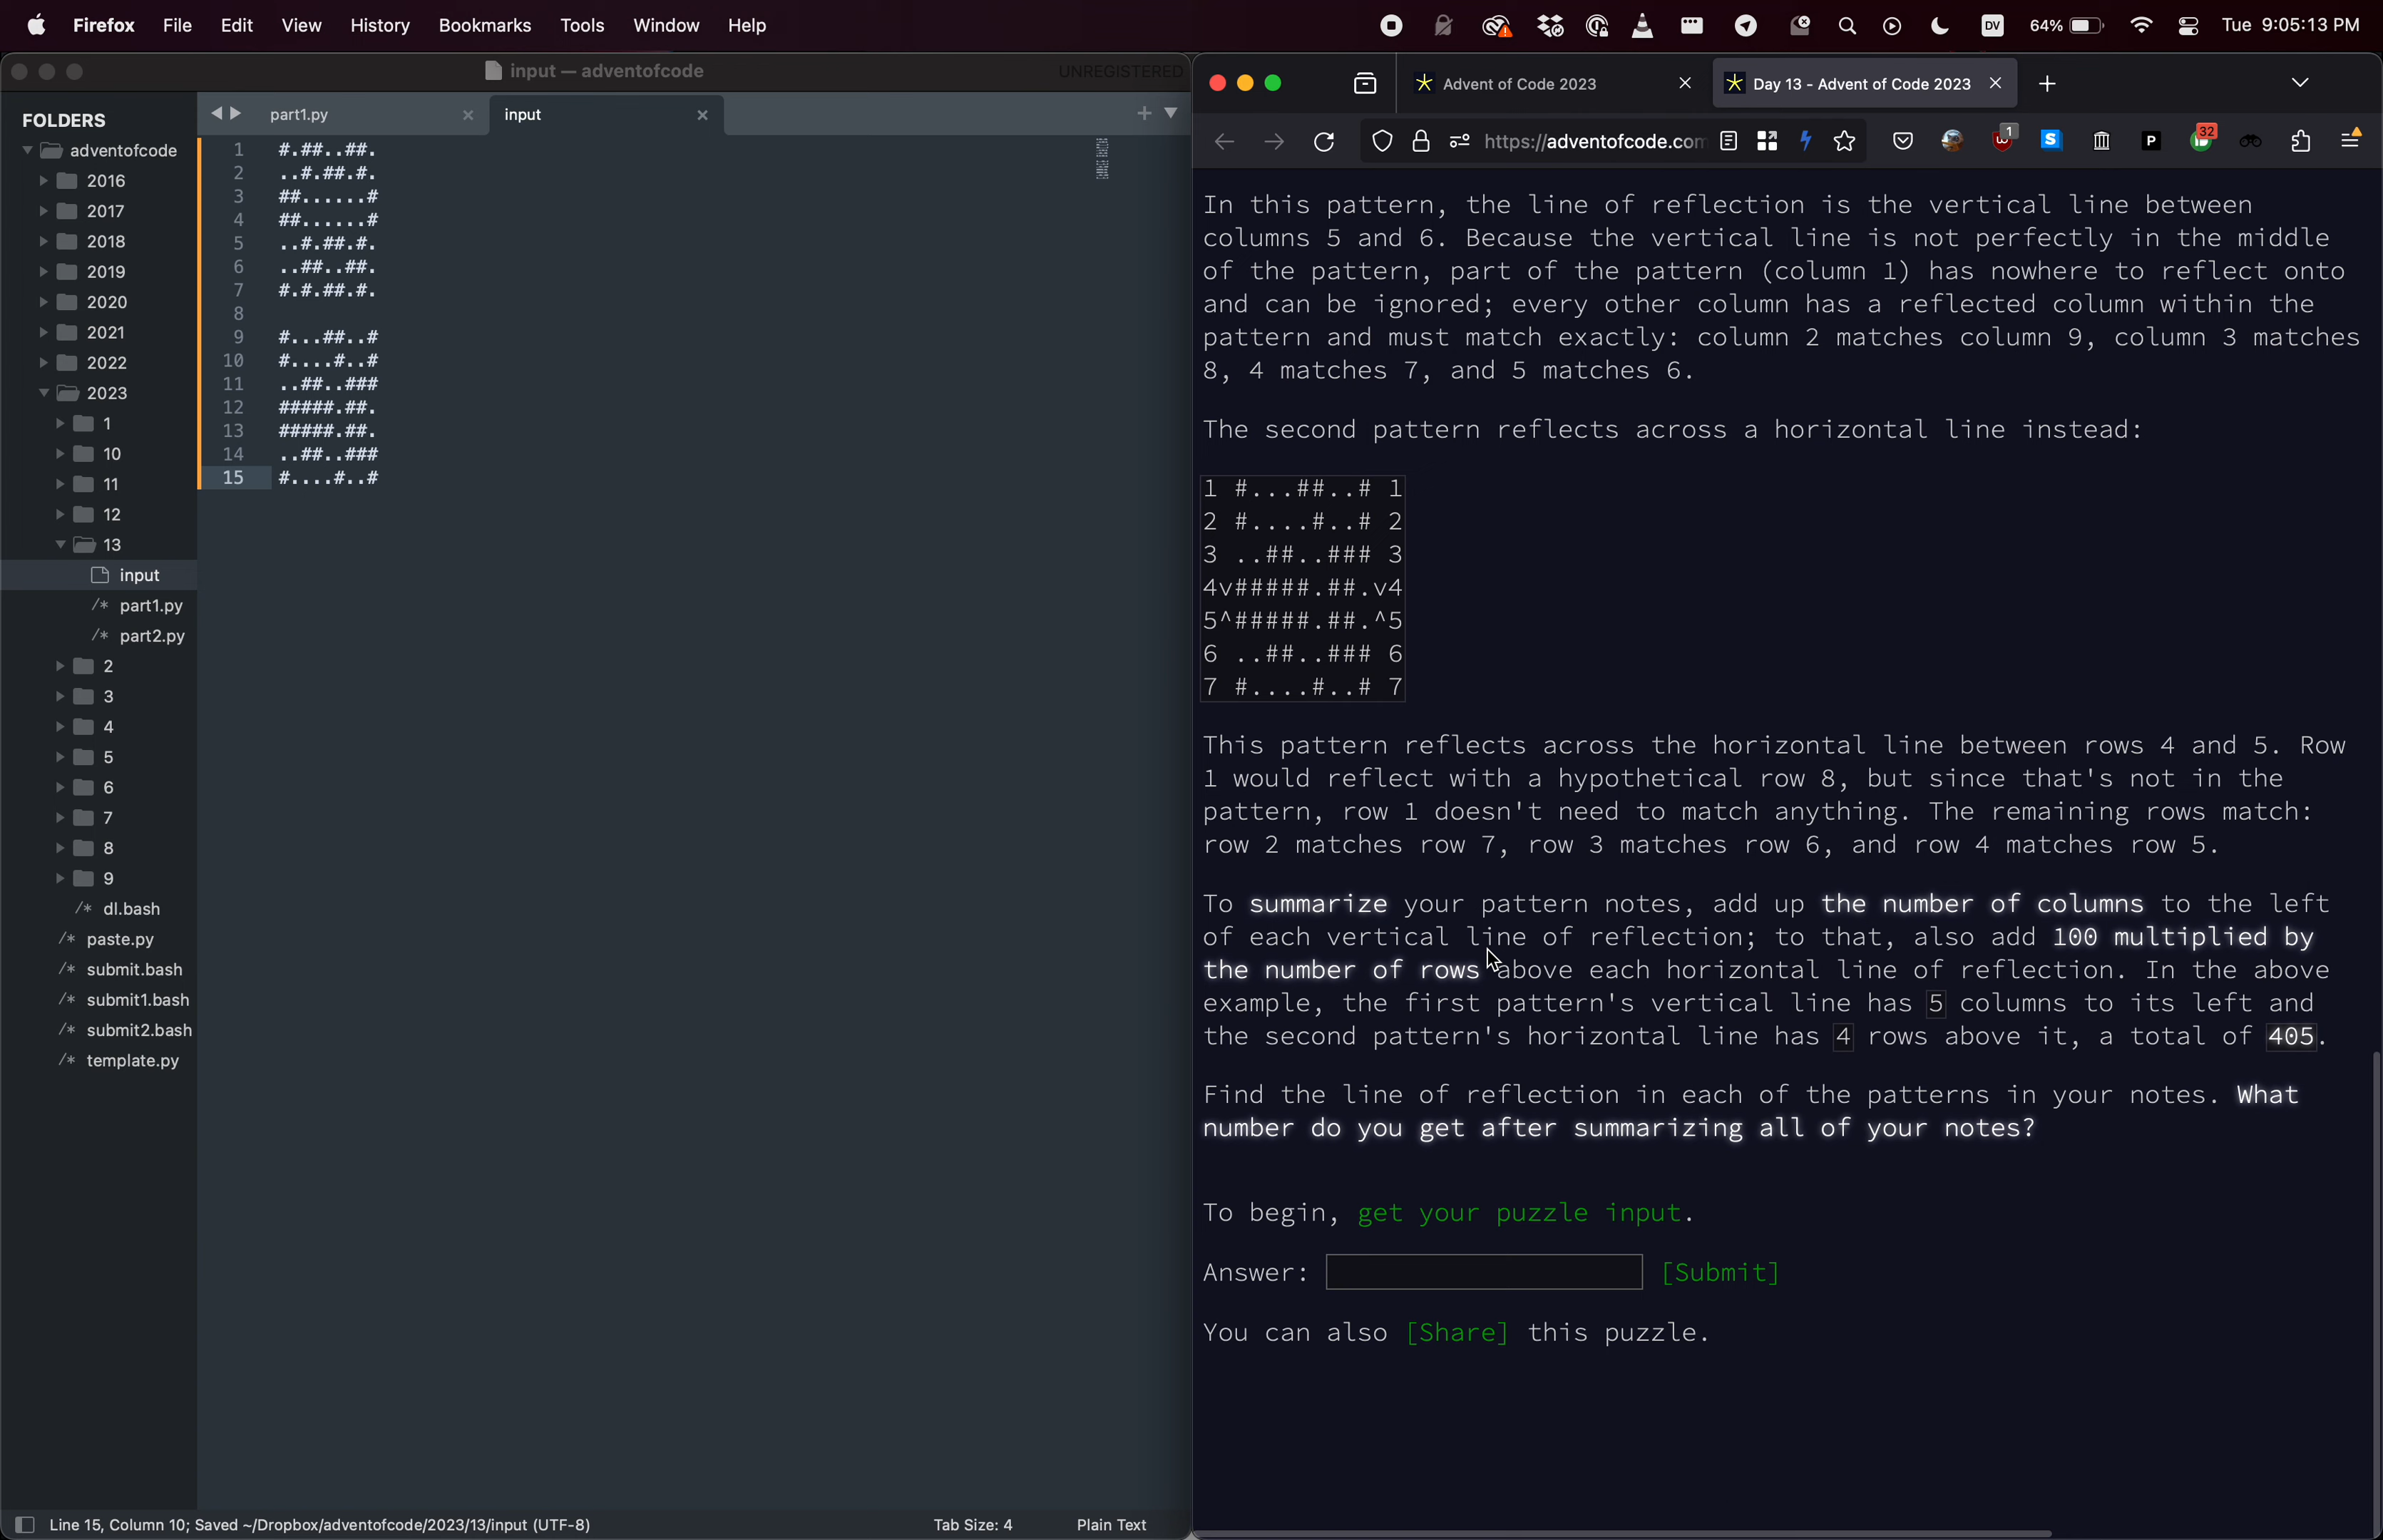 Firefox File Edit View History Bookmarks Tools Window Help
DV 64% Tue 9:05:13 PM
input — adventofcode UNREGISTERED
FOLDERS
adventofcode
2016
2017
2018
2019
2020
2021
2022
2023
1
10
11
12
13
input
/* part1.py
/* part2.py
2
3
4
5
6
7
8
9
/* dl.bash
/* paste.py
/* submit.bash
/* submit1.bash
/* submit2.bash
/* template.py
part1.py input
1 #.##..##.
2 ..#.##.#.
3 ##......#
4 ##......#
5 ..#.##.#.
6 ..##..##.
7 #.#.##.#.
8
9 #...##..#
10 #....#..#
11 ..##..###
12 #####.##.
13 #####.##.
14 ..##..###
15 #....#..#
Line 15, Column 10; Saved ~/Dropbox/adventofcode/2023/13/input (UTF-8) Tab Size: 4 Plain Text
Advent of Code 2023 Day 13 - Advent of Code 2023
https://adventofcode.com 1 S P 32
In this pattern, the line of reflection is the vertical line between
columns 5 and 6. Because the vertical line is not perfectly in the middle
of the pattern, part of the pattern (column 1) has nowhere to reflect onto
and can be ignored; every other column has a reflected column within the
pattern and must match exactly: column 2 matches column 9, column 3 matches
8, 4 matches 7, and 5 matches 6.
The second pattern reflects across a horizontal line instead:
1 #...##..# 1
2 #....#..# 2
3 ..##..### 3
4v#####.##.v4
5^#####.##.^5
6 ..##..### 6
7 #....#..# 7
This pattern reflects across the horizontal line between rows 4 and 5. Row
1 would reflect with a hypothetical row 8, but since that's not in the
pattern, row 1 doesn't need to match anything. The remaining rows match:
row 2 matches row 7, row 3 matches row 6, and row 4 matches row 5.
To summarize your pattern notes, add up the number of columns to the left
of each vertical line of reflection; to that, also add 100 multiplied by
the number of rows above each horizontal line of reflection. In the above
example, the first pattern's vertical line has 5 columns to its left and
the second pattern's horizontal line has 4 rows above it, a total of 405.
Find the line of reflection in each of the patterns in your notes. What
number do you get after summarizing all of your notes?
To begin, get your puzzle input.
Answer: [Submit]
You can also [Share] this puzzle.